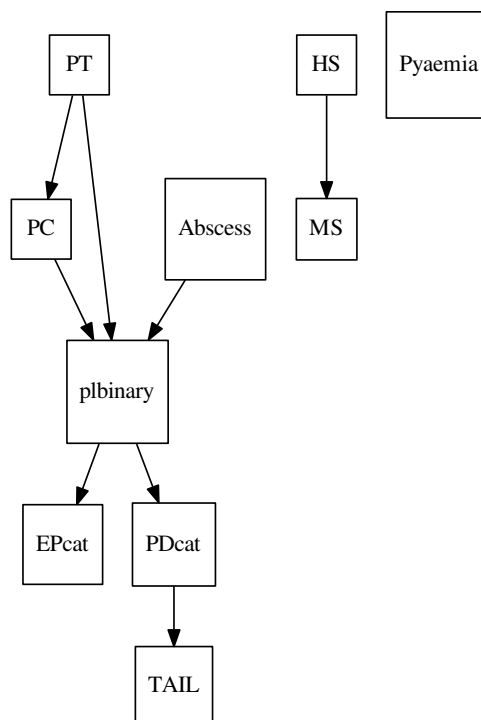 PT
HS
Pyaemia
PC
Abscess
MS
plbinary
EPcat
PDcat
TAIL